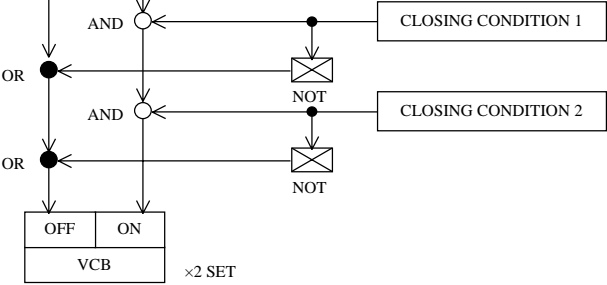 AND
CLOSING CONDITION 1
OR
NOT
AND
CLOSING CONDITION 2
OR
NOT
OFF
ON
VCB
×2 SET